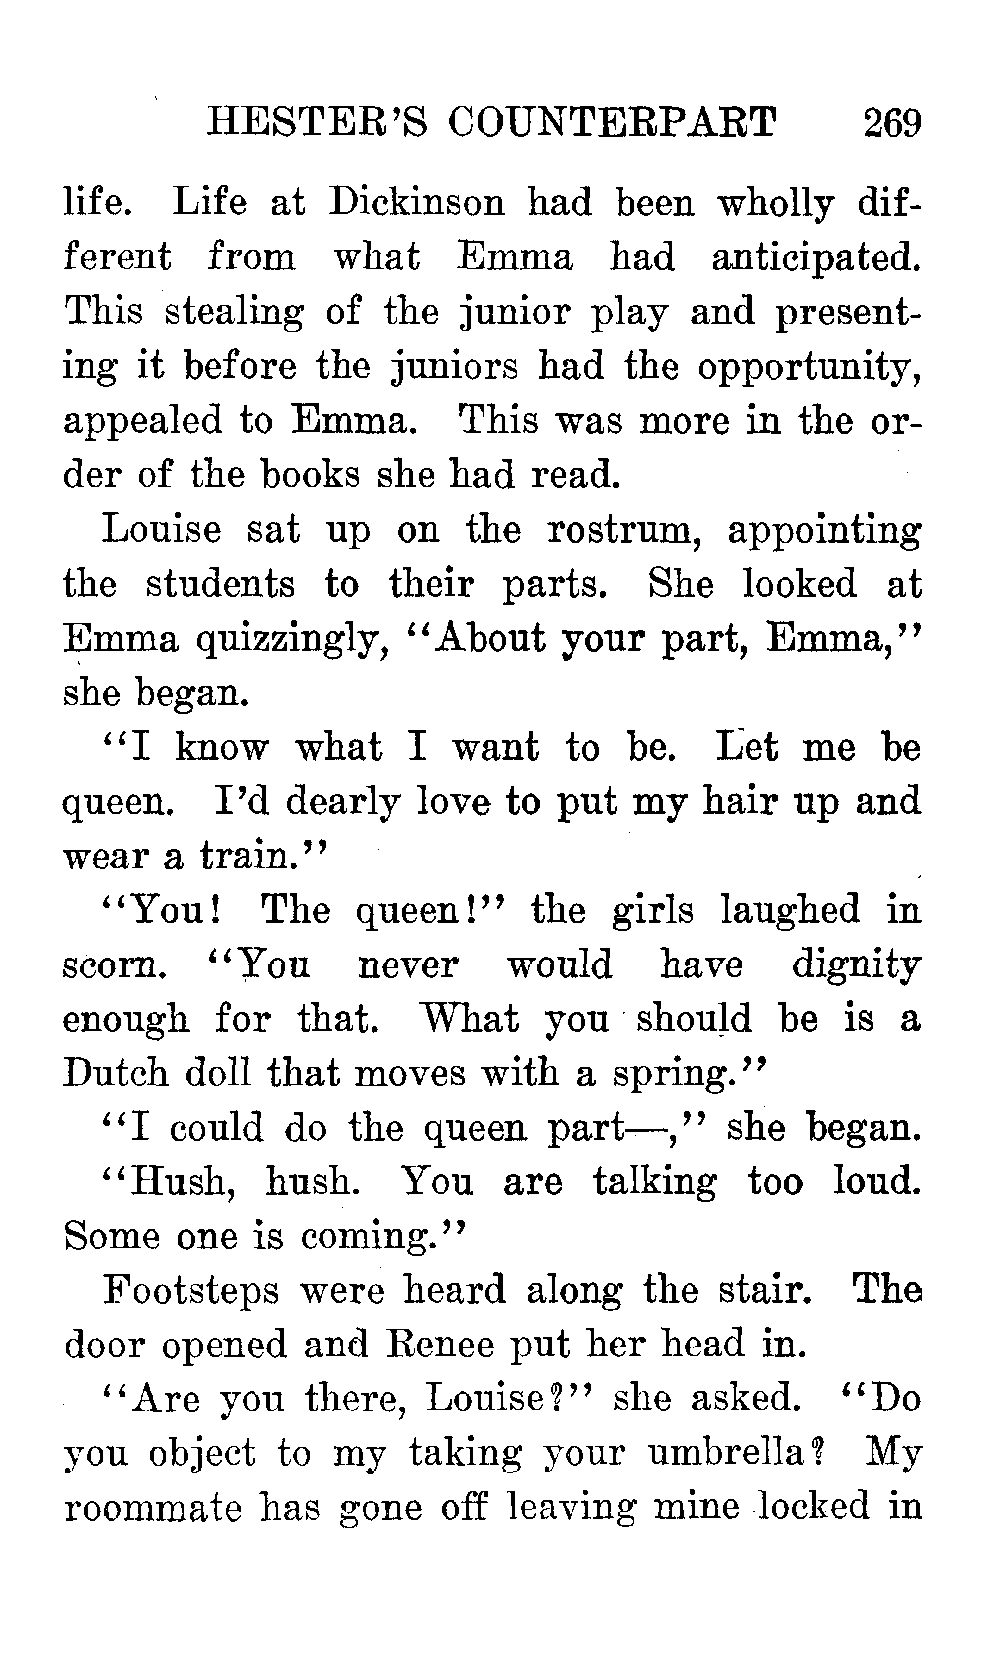 HESTER'S COUNTERPART 269
life. Life at Dickinson had been wholly dif-
ferent from what Emma had anticipated.
This stealing of the junior play and present-
ing it before the juniors had the opportunity,
appealed to Emma. This was more in the or-
der of the books she had read.
Louise sat up on the rostrum, appointing
the students to their parts. She looked at
Emma quizzingly, "About your part, Emma,"
she began.
"I know what I want to be. Let me be
queen. I'd dearly love to put my hair up and
wear a train."
"You! The queen!" the girls laughed in
scorn. "You never would have dignity
enough for that. What you should be is a
Dutch doll that moves with a spring."
"I could do the queen part—," she began.
"Hush, hush. You are talking too loud.
Some one is coming."
Footsteps were heard along the stair. The
door opened and Renee put her head in.
"Are you there, Louise?" she asked. "Do
you object to my taking your umbrella? My
roommate has gone off leaving mine locked in